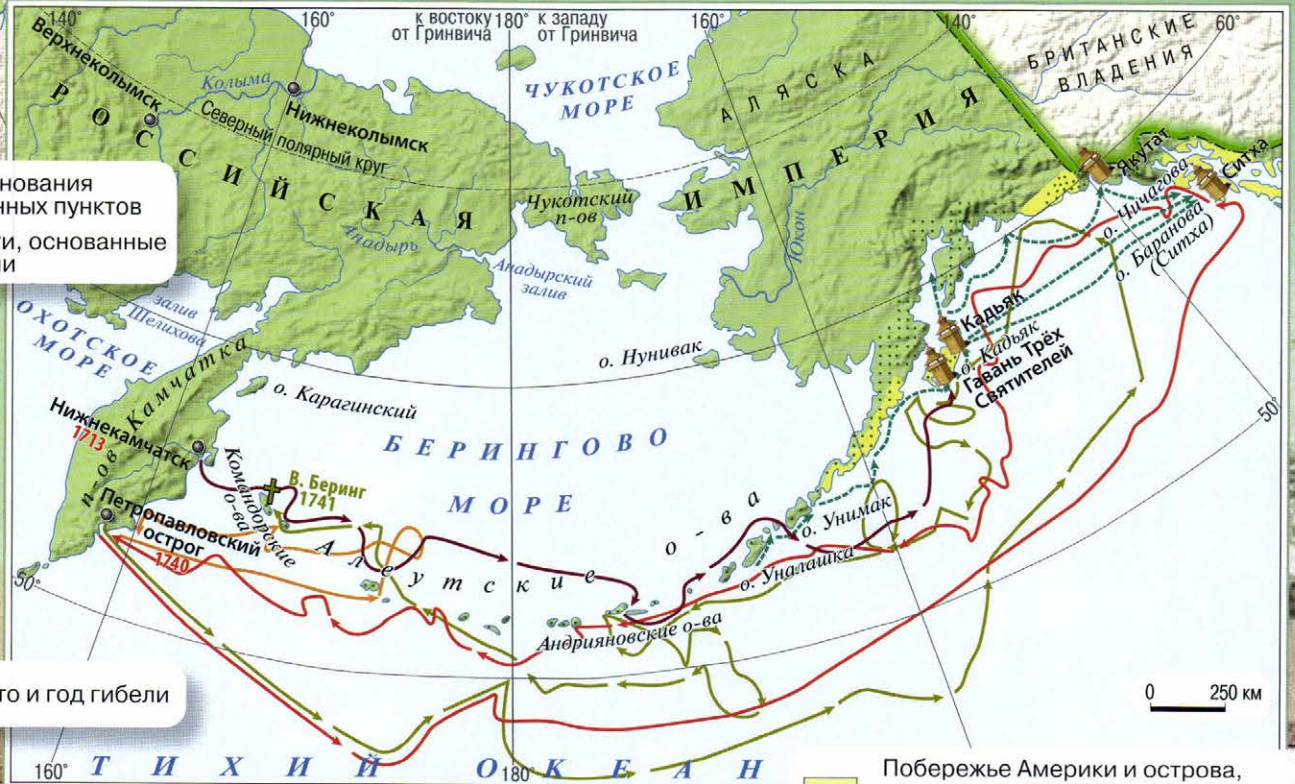 140°
160°
к востоку
от Гринвича
180°
к западу
от Гринвича
160°
140°
60°
Верхнеколымск
Колыма
Нижнеколымск
Северный полярный круг
ЧУКОТСКОЕ
МОРЕ
АЛЯСКА
БРИТАНСКИЕ
ВЛАДЕНИЯ
РОССИЙСКАЯ
ИМПЕРИЯ
нования
нных пунктов
и, основанные
и
Чукотский
п-ов
Анадырь
Анадырский
залив
Юкон
Якутат
Ситха
о. Чичагова
о. Баранова
(Ситха)
залив
Шелихова
ОХОТСКОЕ
МОРЕ
п-ов Камчатка
о. Карагинский
о. Нунивак
Кадьяк
о. Кадьяк
Гавань Трёх
Святителей
50°
Нижнекамчатск
1713
БЕРИНГОВО
МОРЕ
В. Беринг
1741
Командорские
о-ва
Петропавловский
острог
1740
Алеутские о-ва
о. Унимак
о. Уналашка
Андрияновские о-ва
50°
то и год гибели
0 250 км
160°
180°
140°
ТИХИЙ ОКЕАН
Побережье Америки и острова,